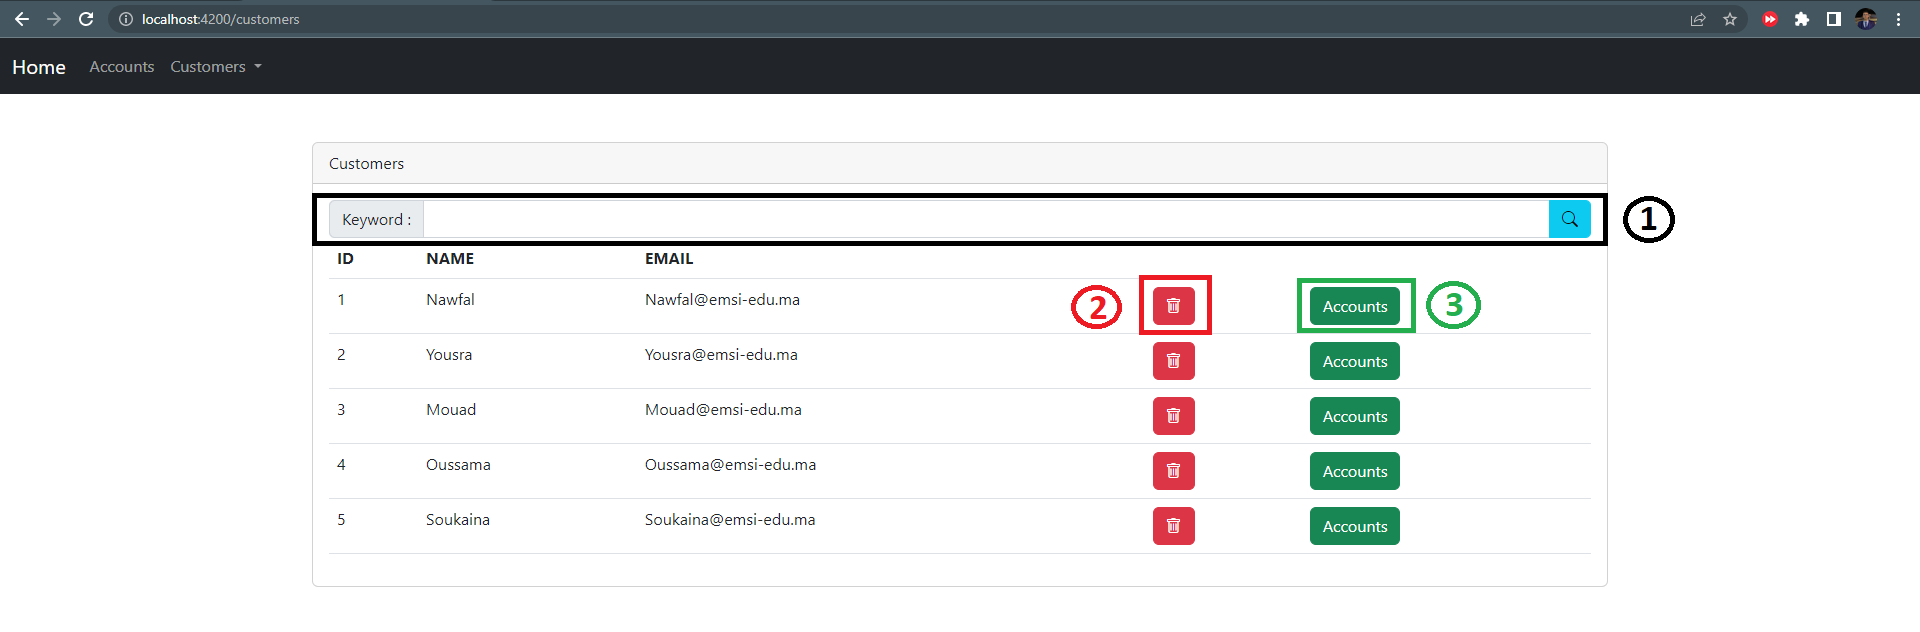 localhost:4200/customers
Home Accounts Customers
Customers
Keyword :
1
ID NAME EMAIL
1 Nawfal Nawfal@emsi-edu.ma 2 Accounts 3
2 Yousra Yousra@emsi-edu.ma Accounts
3 Mouad Mouad@emsi-edu.ma Accounts
4 Oussama Oussama@emsi-edu.ma Accounts
5 Soukaina Soukaina@emsi-edu.ma Accounts